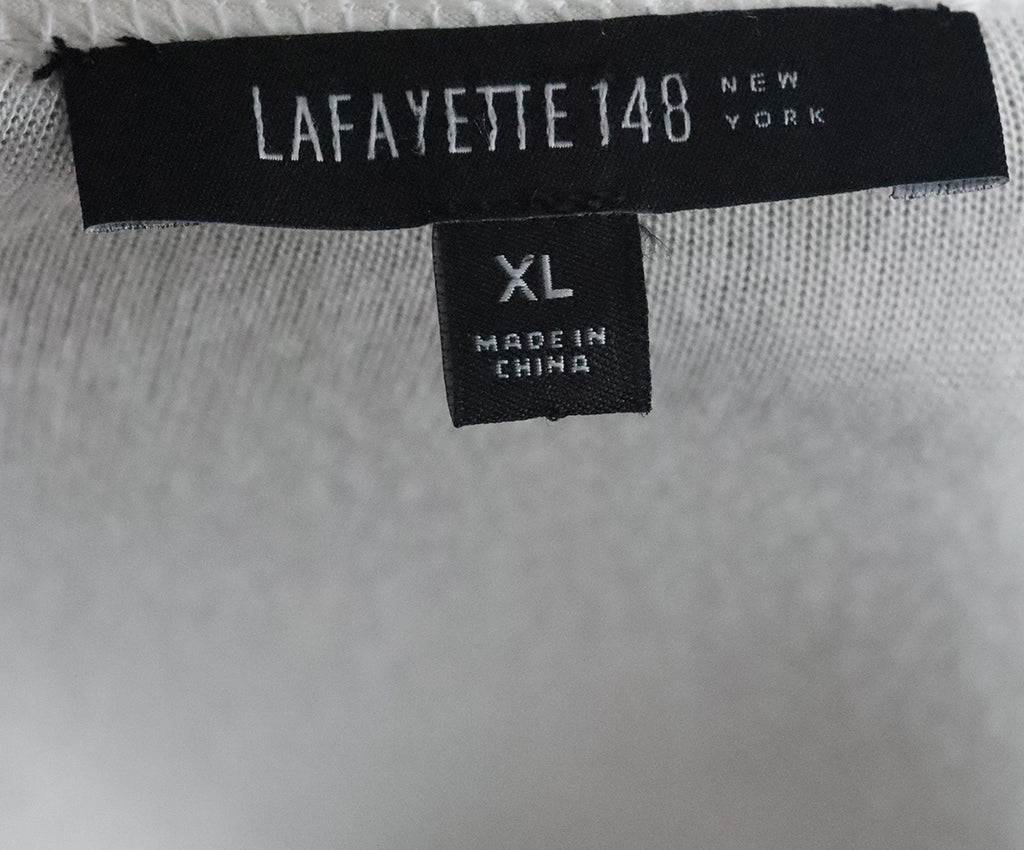 LAFAYETTE 148 NEW YORK
XL
MADE IN
CHINA